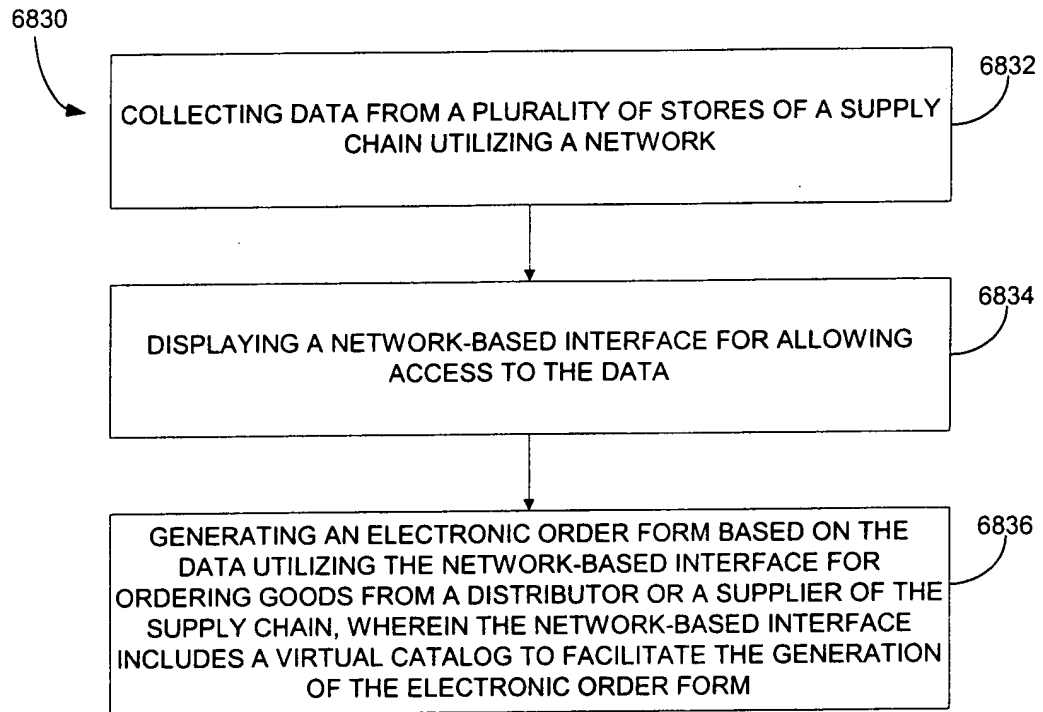 6830
6832
COLLECTING DATA FROM A PLURALITY OF STORES OF A SUPPLY
CHAIN UTILIZING A NETWORK
6834
DISPLAYING A NETWORK-BASED INTERFACE FOR ALLOWING
ACCESS TO THE DATA
6836
GENERATING AN ELECTRONIC ORDER FORM BASED ON THE
DATA UTILIZING THE NETWORK-BASED INTERFACE FOR
ORDERING GOODS FROM A DISTRIBUTOR OR A SUPPLIER OF THE
SUPPLY CHAIN, WHEREIN THE NETWORK-BASED INTERFACE
INCLUDES A VIRTUAL CATALOG TO FACILITATE THE GENERATION
OF THE ELECTRONIC ORDER FORM